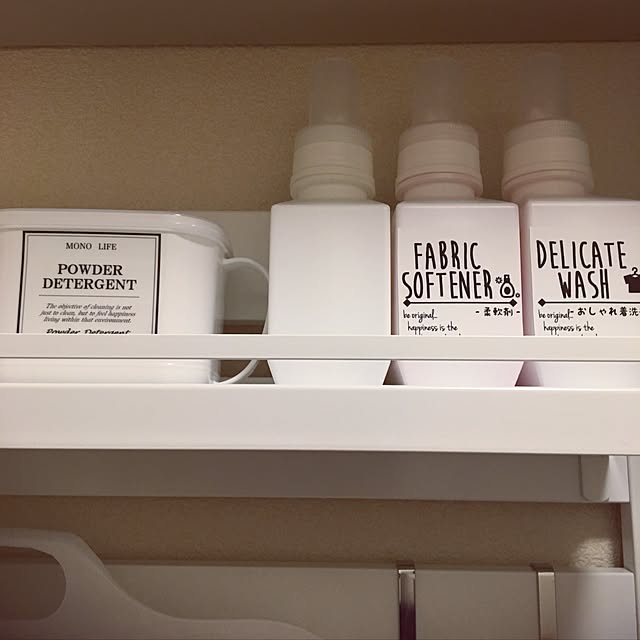 MONO LIFE
POWDER
DETERGENT
The objective of cleaning is not
just to clean, but to feel happiness
living within that environment.
Powder Detergent
FABRIC
SOFTENER
- 柔軟剤 -
be original..
happiness is the
DELICATE
WASH
- おしゃれ着洗
be original..
happiness is the